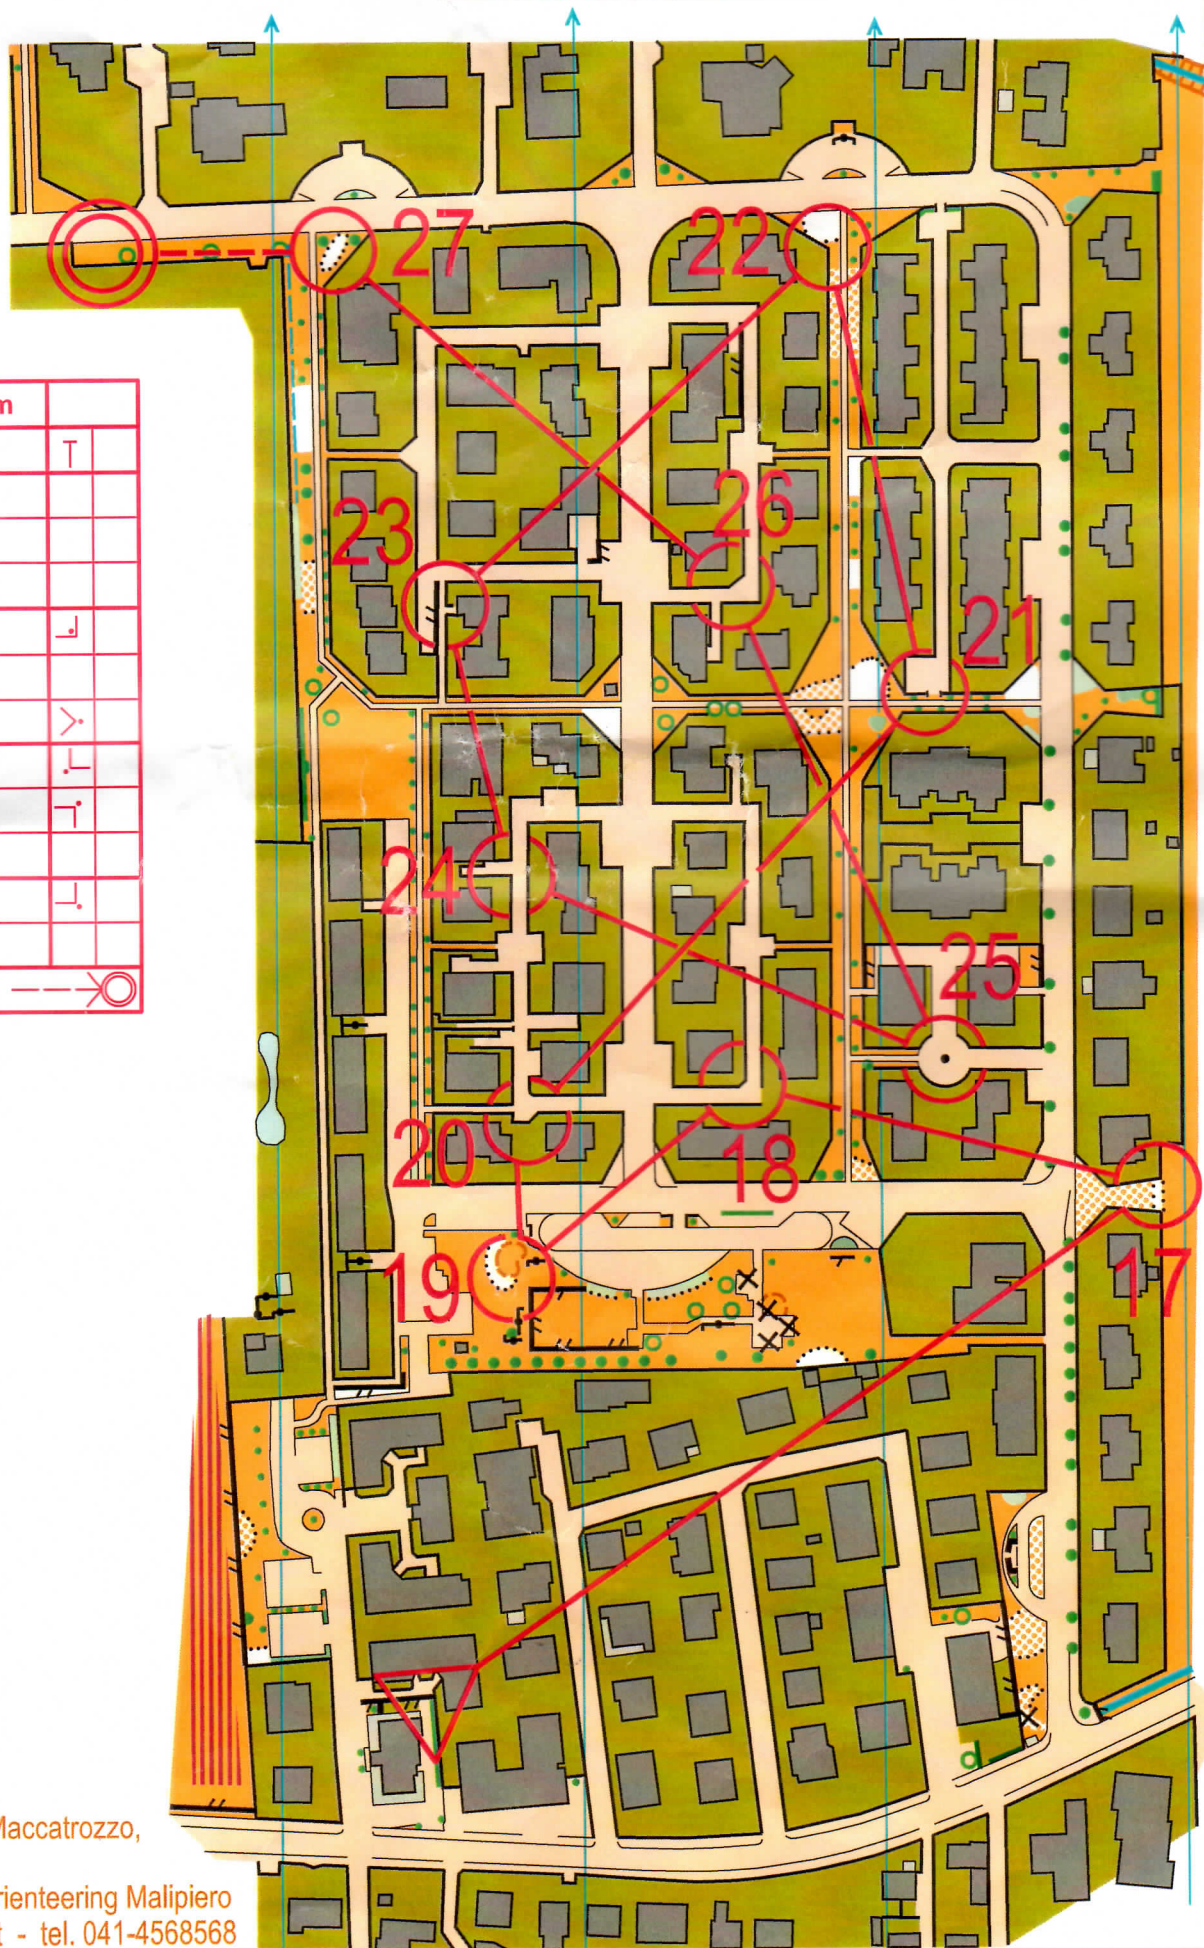 27
22
m
26
23
21
24
25
20
18
19
17
Maccatrozzo,
rienteering Malipiero
t - tel. 041-4568568